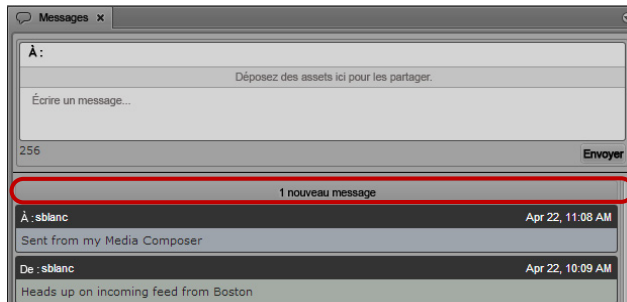 Messages x
À :
Déposez des assets ici pour les partager.
Écrire un message...
256
Envoyer
1 nouveau message
À : sblanc Apr 22, 11:08 AM
Sent from my Media Composer
De : sblanc Apr 22, 10:09 AM
Heads up on incoming feed from Boston